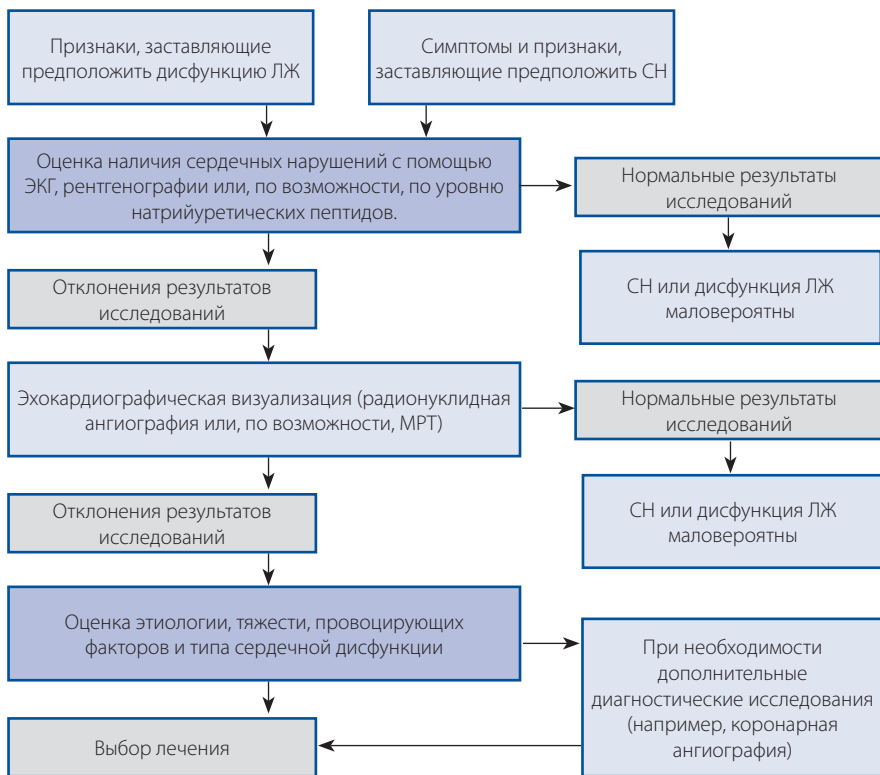 Признаки, заставляющие
предположить дисфункцию ЛЖ
Симптомы и признаки,
заставляющие предположить СН
Оценка наличия сердечных нарушений с помощью
ЭКГ, рентгенографии или, по возможности, по уровню
натрийуретических пептидов.
Нормальные результаты
исследований
Отклонения результатов
исследований
СН или дисфункция ЛЖ
маловероятны
Эхокардиографическая визуализация (радионуклидная
ангиография или, по возможности, МРТ)
Нормальные результаты
исследований
Отклонения результатов
исследований
СН или дисфункция ЛЖ
маловероятны
Оценка этиологии, тяжести, провоцирующих
факторов и типа сердечной дисфункции
При необходимости
дополнительные
диагностические исследования
(например, коронарная
ангиография)
Выбор лечения